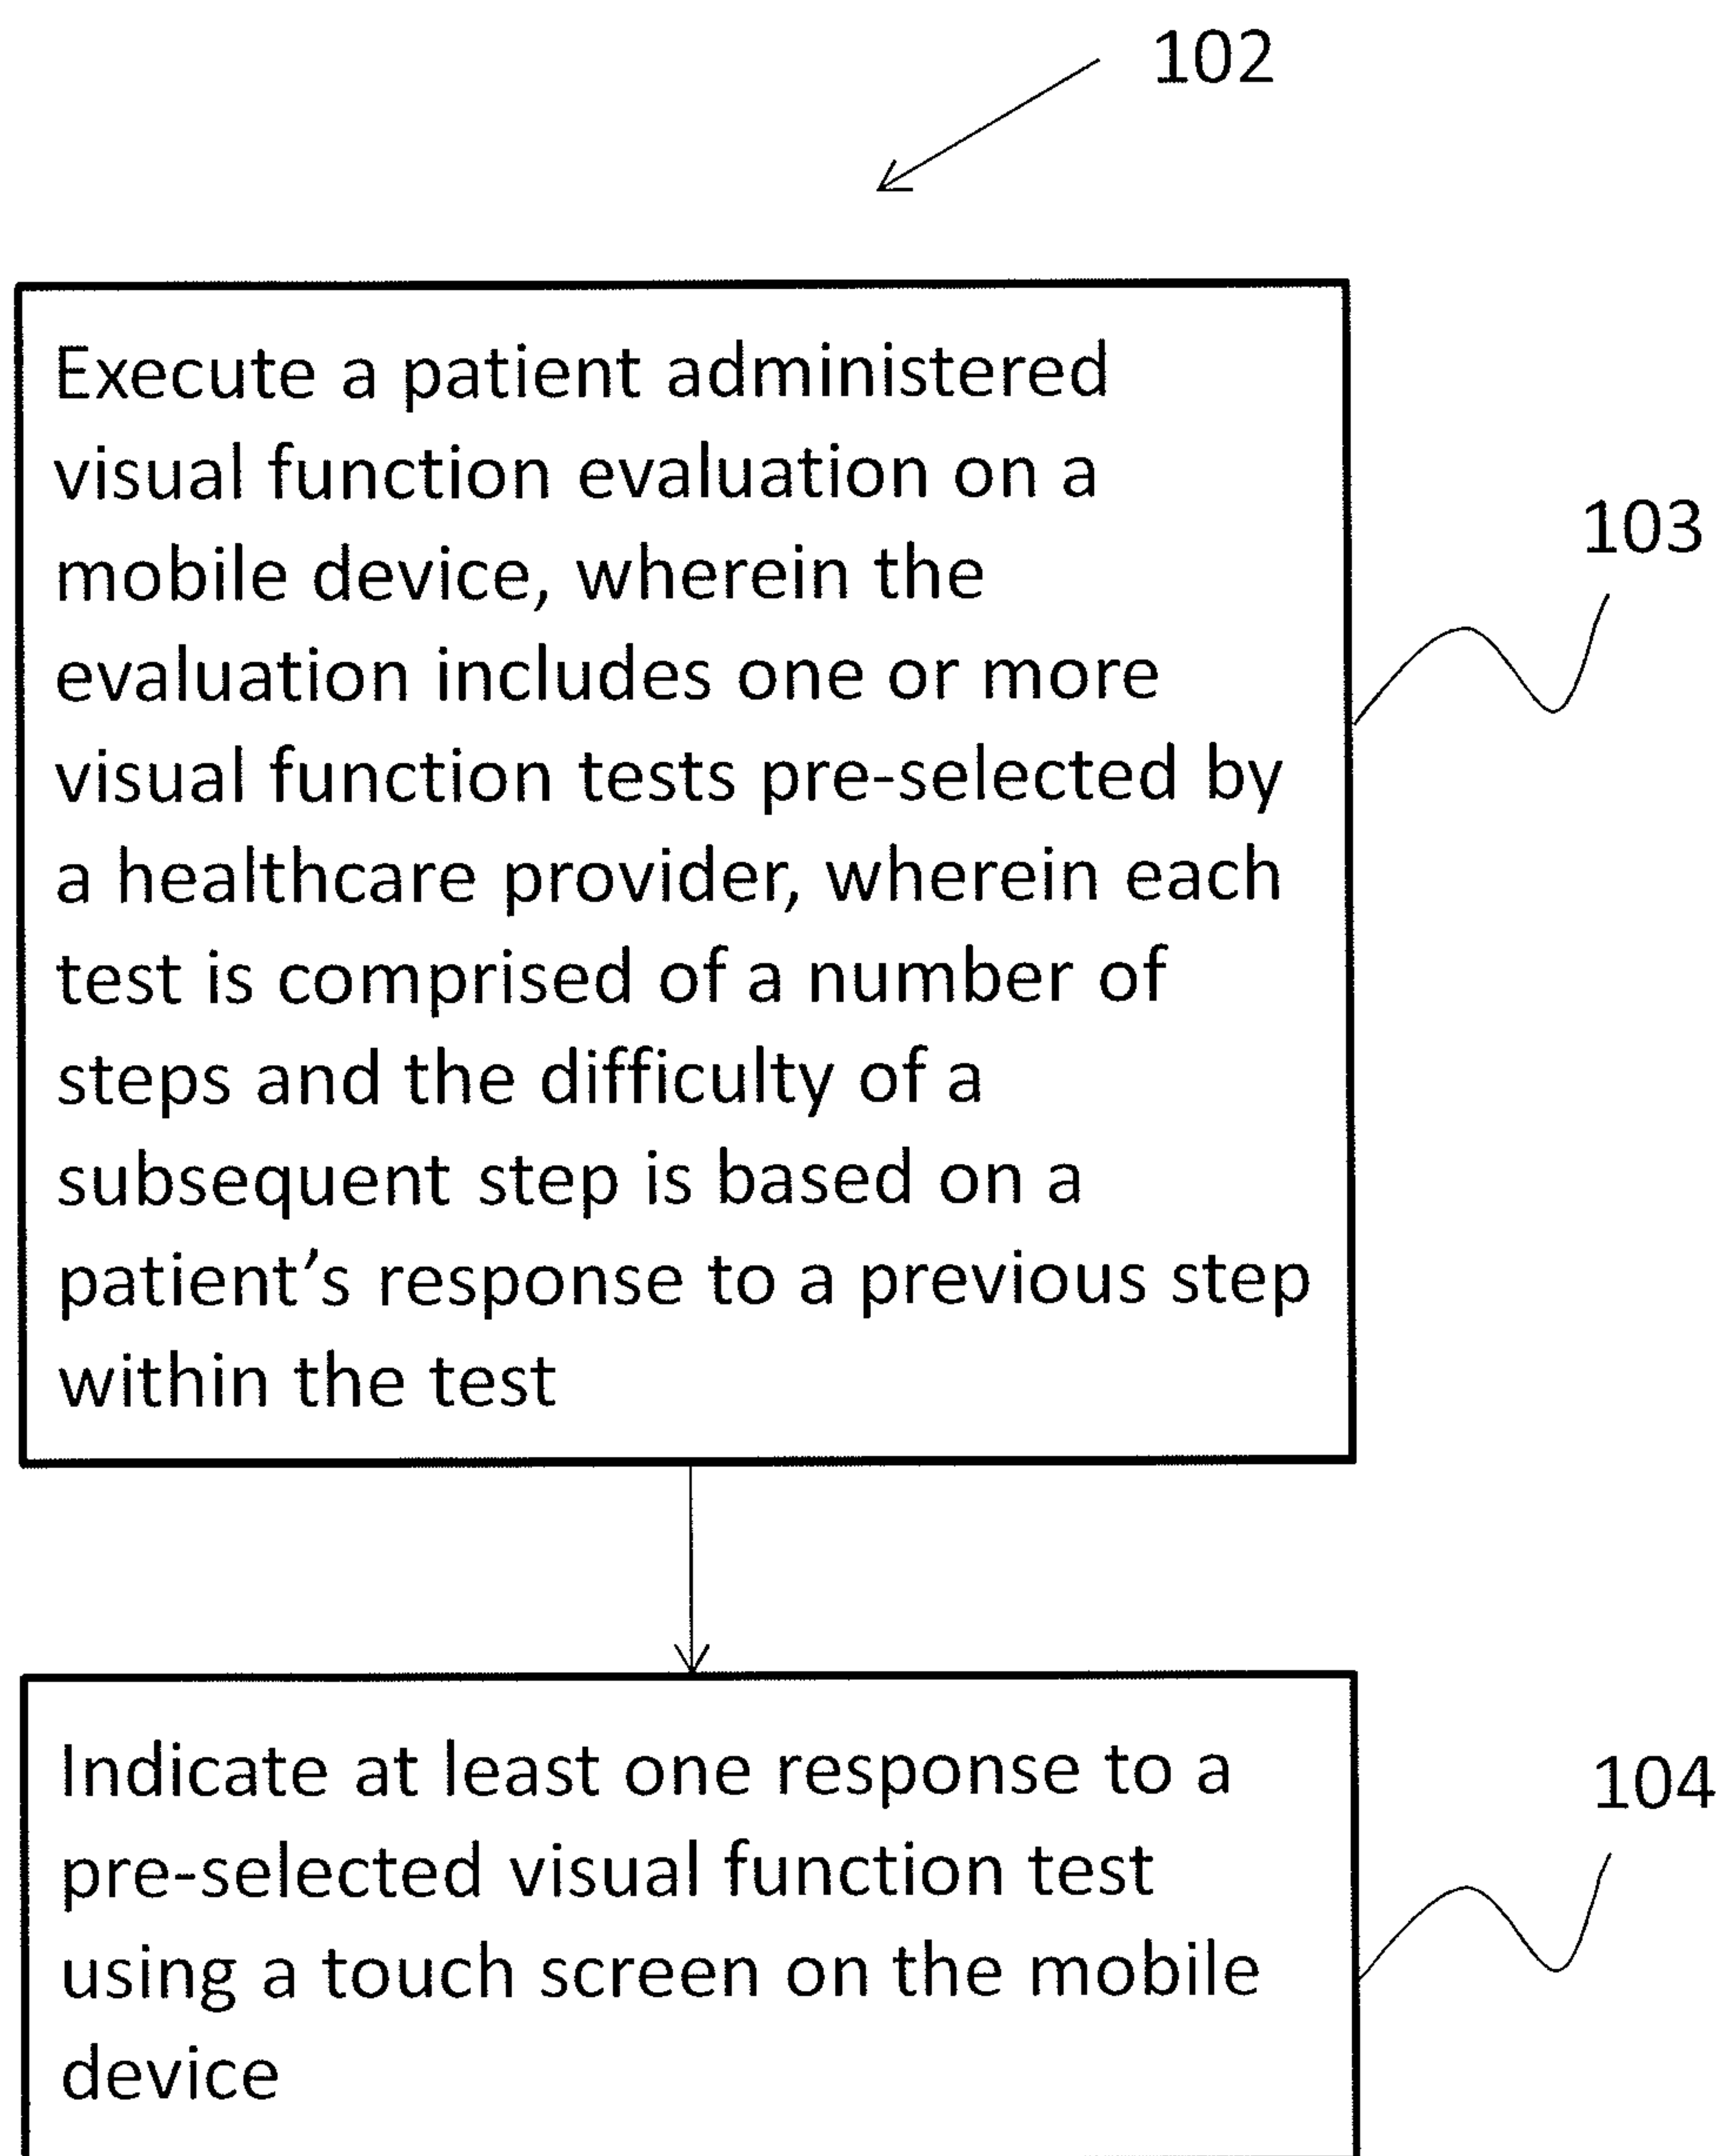 102
Execute a patient administered
visual function evaluation on a
mobile device, wherein the
evaluation includes one or more
visual function tests pre-selected by
a healthcare provider, wherein each
test is comprised of a number of
steps and the difficulty of a
subsequent step is based on a
patient's response to a previous step
within the test
103
Indicate at least one response to a
pre-selected visual function test
using a touch screen on the mobile
device
104